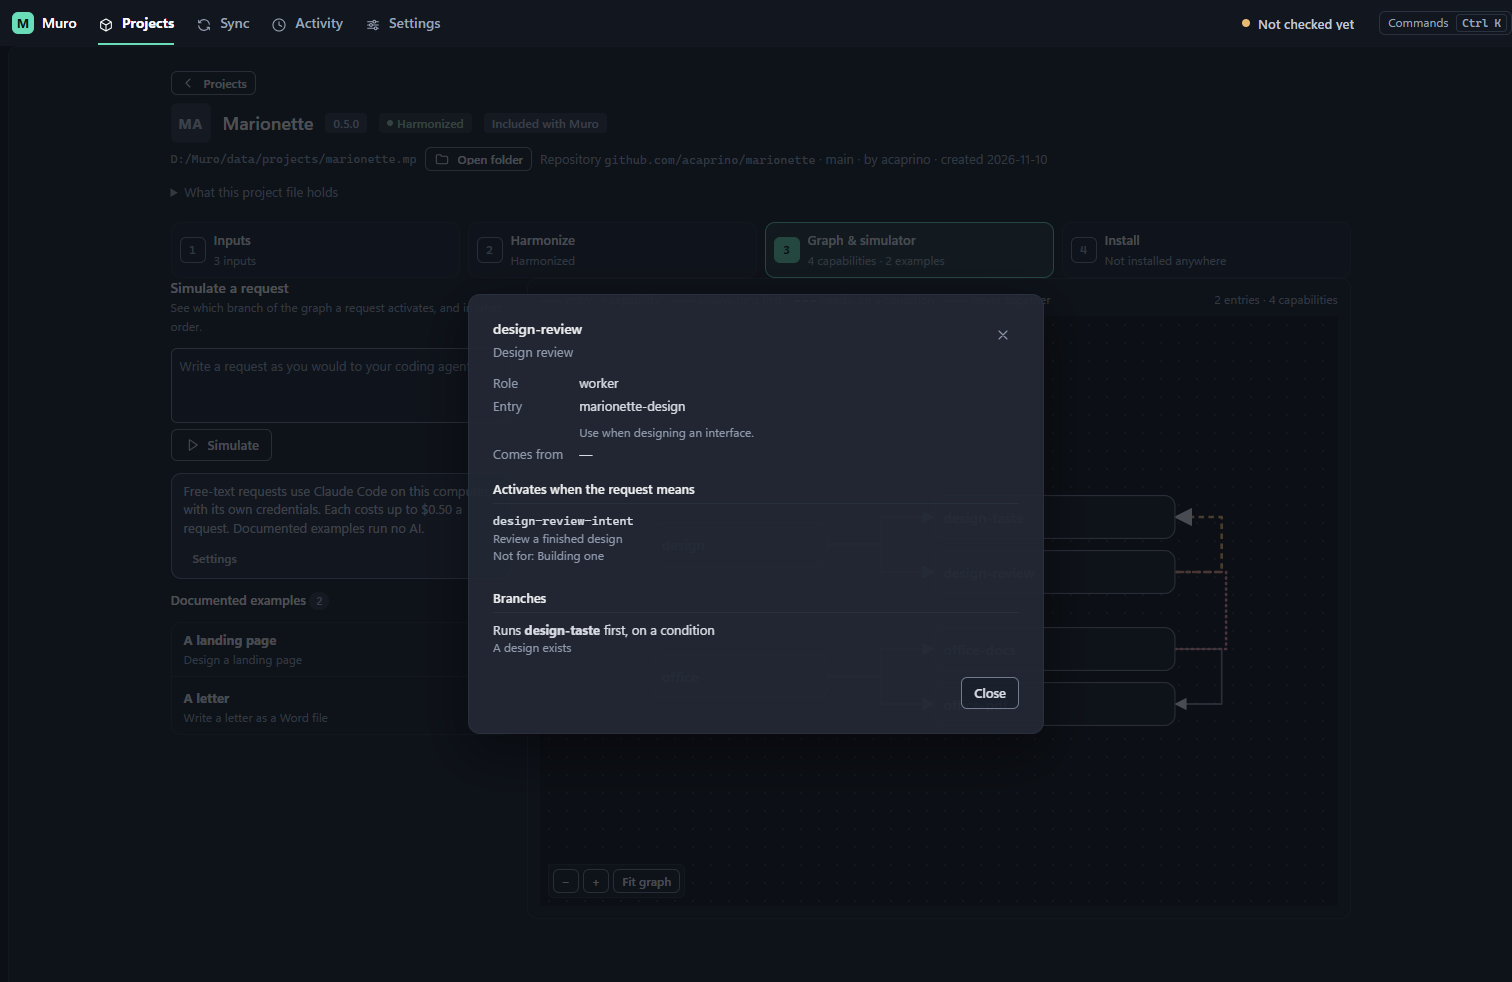 M Muro Projects Sync Activity Settings Not checked yet Commands Ctrl K
Projects
MA Marionette 0.5.0 Harmonized Included with Muro
D:/Muro/data/projects/marionette.mp Open folder Repository github.com/acaprino/marionette · main · by acaprino · created 2026-11-10
What this project file holds
1 Inputs
3 inputs
2 Harmonize
Harmonized
3 Graph & simulator
4 capabilities · 2 examples
4 Install
Not installed anywhere
Simulate a request
See which branch of the graph a request activates, and in
order.
2 entries · 4 capabilities
Write a request as you would to your coding agent
Simulate
Free-text requests use Claude Code on this
with its own credentials. Each costs up to $0.50 a
request. Documented examples run no AI.
Settings
Documented examples 2
A landing page
Design a landing page
A letter
Write a letter as a Word file
design-review
Design review
Role worker
Entry marionette-design
Use when designing an interface.
Comes from —
Activates when the request means
design-review-intent
Review a finished design
Not for: Building one
Branches
Runs design-taste first, on a condition
A design exists
Close
− + Fit graph